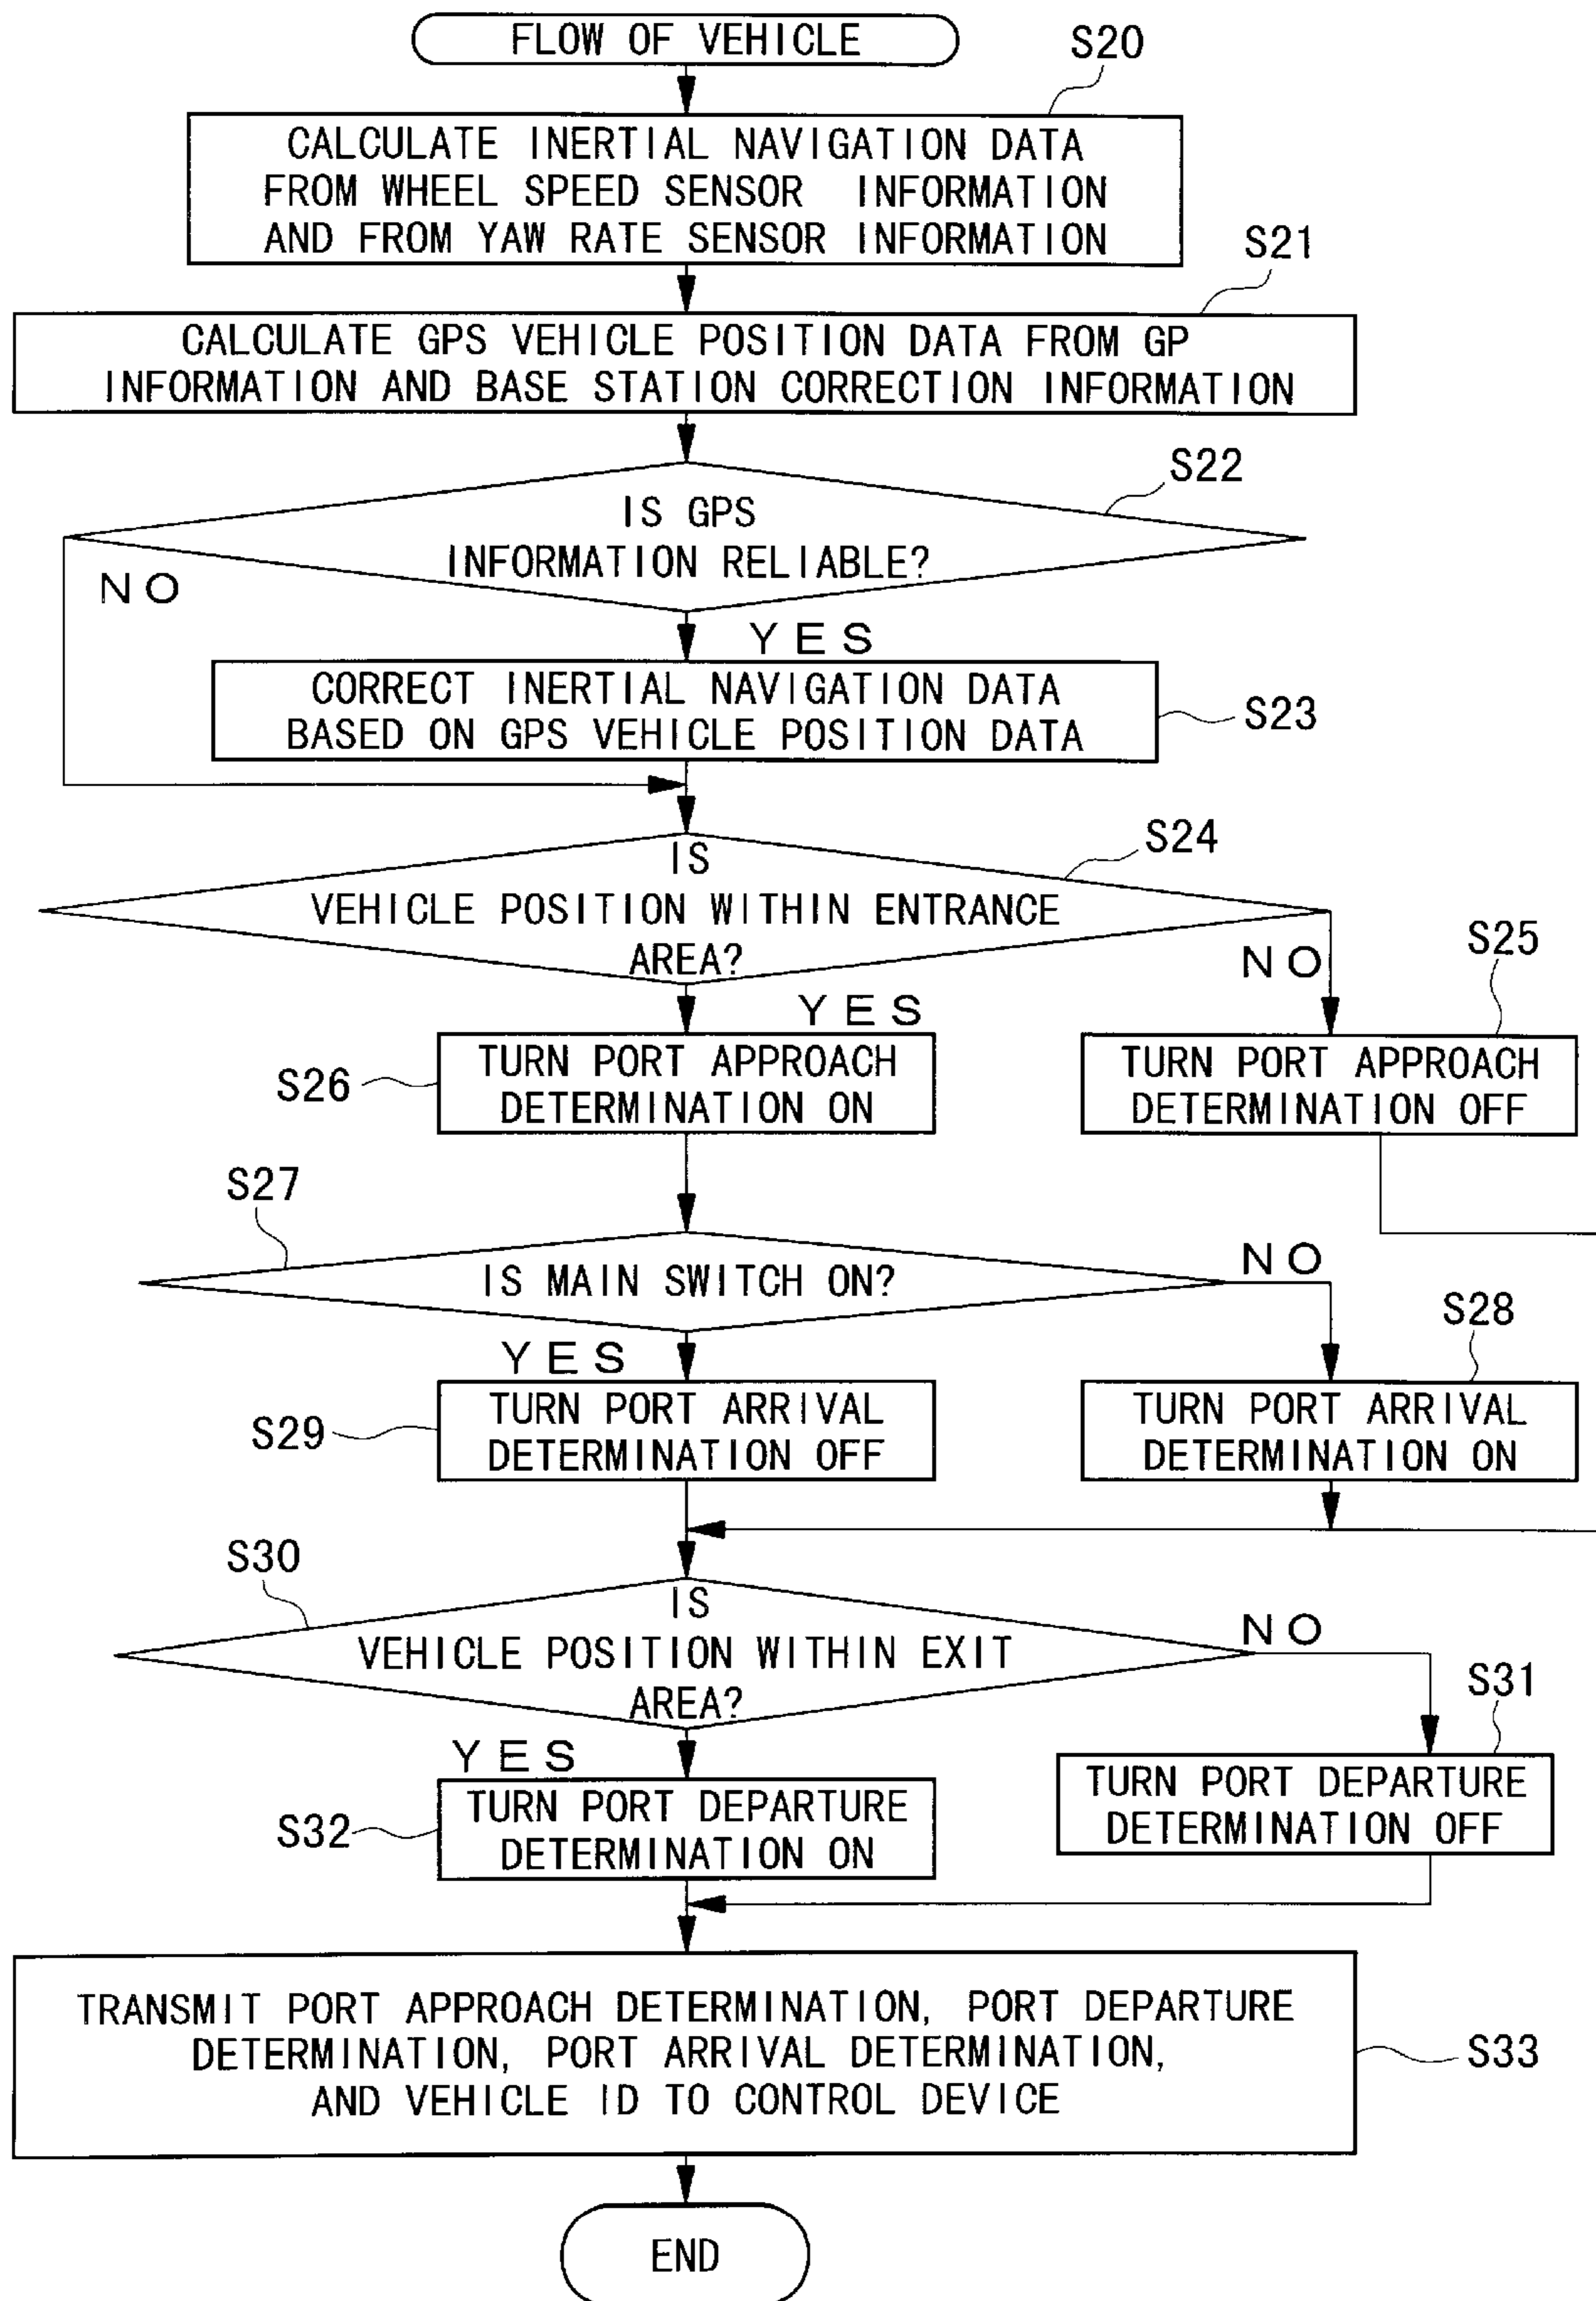 FLOW OF VEHICLE
S20
CALCULATE INERTIAL NAVIGATION DATA
FROM WHEEL SPEED SENSOR INFORMATION
AND FROM YAW RATE SENSOR INFORMATION
S21
CALCULATE GPS VEHICLE POSITION DATA FROM GP
INFORMATION AND BASE STATION CORRECTION INFORMATION
S22
IS GPS
INFORMATION RELIABLE?
NO
YES
CORRECT INERTIAL NAVIGATION DATA
BASED ON GPS VEHICLE POSITION DATA
S23
S24
IS
VEHICLE POSITION WITHIN ENTRANCE
AREA?
NO
S25
YES
S26
TURN PORT APPROACH
DETERMINATION ON
TURN PORT APPROACH
DETERMINATION OFF
S27
IS MAIN SWITCH ON?
NO
S28
YES
S29
TURN PORT ARRIVAL
DETERMINATION OFF
TURN PORT ARRIVAL
DETERMINATION ON
S30
IS
VEHICLE POSITION WITHIN EXIT
AREA?
NO
S31
YES
S32
TURN PORT DEPARTURE
DETERMINATION ON
TURN PORT DEPARTURE
DETERMINATION OFF
TRANSMIT PORT APPROACH DETERMINATION, PORT DEPARTURE
DETERMINATION, PORT ARRIVAL DETERMINATION,
AND VEHICLE ID TO CONTROL DEVICE
S33
END